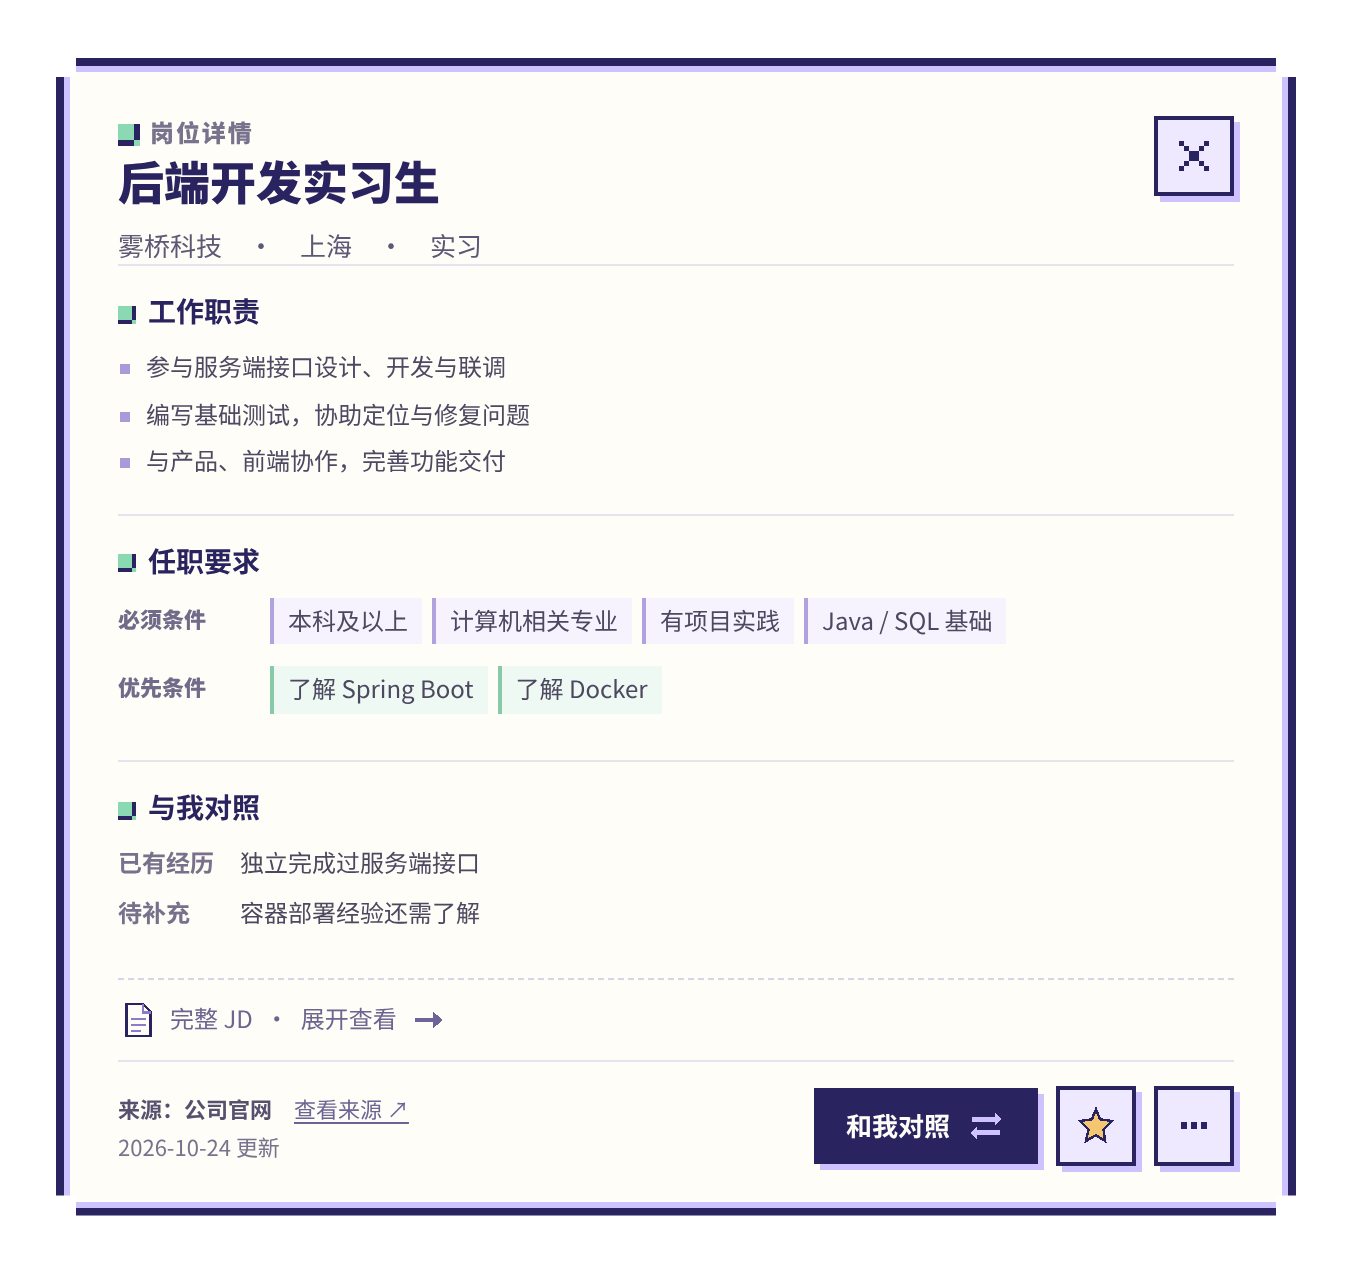 岗位详情
后端开发实习生
雾桥科技 • 上海 • 实习
工作职责
参与服务端接口设计、开发与联调
编写基础测试，协助定位与修复问题
与产品、前端协作，完善功能交付
任职要求
必须条件 本科及以上 计算机相关专业 有项目实践 Java / SQL 基础
优先条件 了解 Spring Boot 了解 Docker
与我对照
已有经历 独立完成过服务端接口
待补充 容器部署经验还需了解
完整 JD • 展开查看 →
来源：公司官网 查看来源 ↗
和我对照
2026-10-24 更新